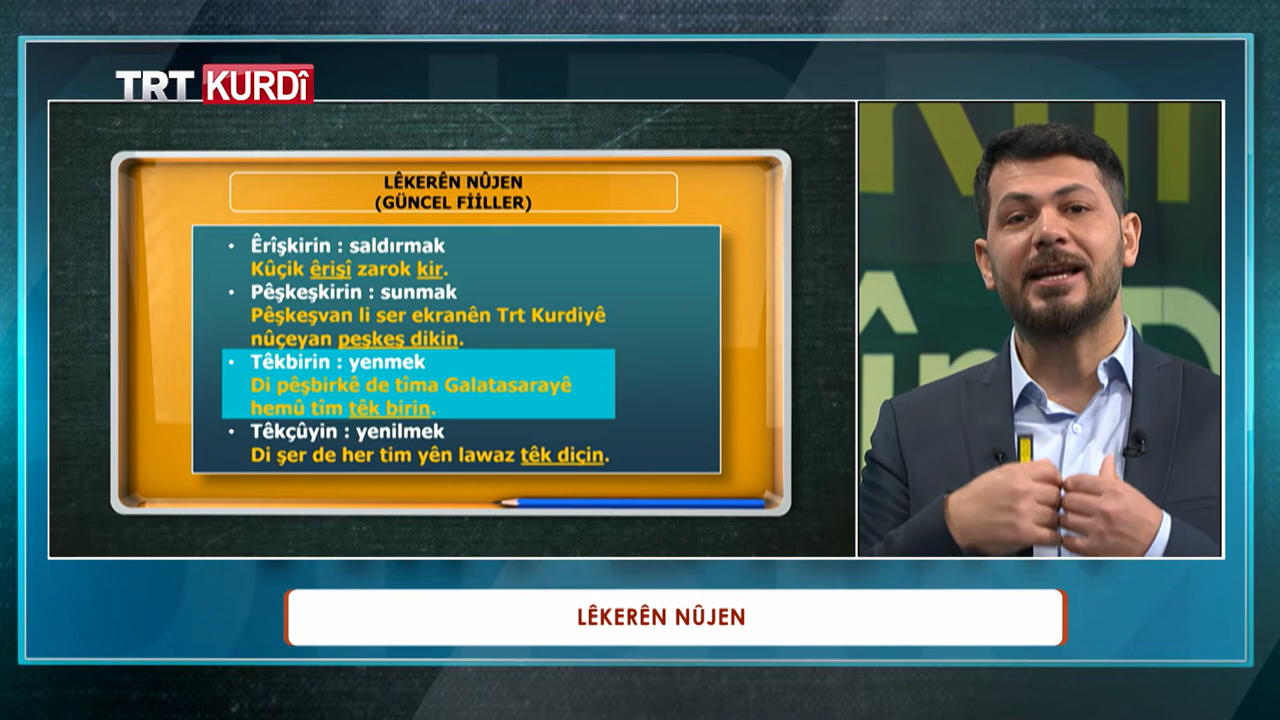 TRT KURDÎ
LÊKERÊN NÛJEN
(GÜNCEL FİİLLER)
• Êrîşkirin : saldırmak
Kûçik êrişî zarok kir.
• Pêşkeşkirin : sunmak
Pêşkeşvan li ser ekranên Trt Kurdiyê
nûçeyan peşkeş dikin.
• Têkbirin : yenmek
Di pêşbirkê de tîma Galatasarayê
hemû tîm têk birin.
• Têkçûyin : yenilmek
Di şer de her tim yên lawaz têk diçin.
LÊKERÊN NÛJEN